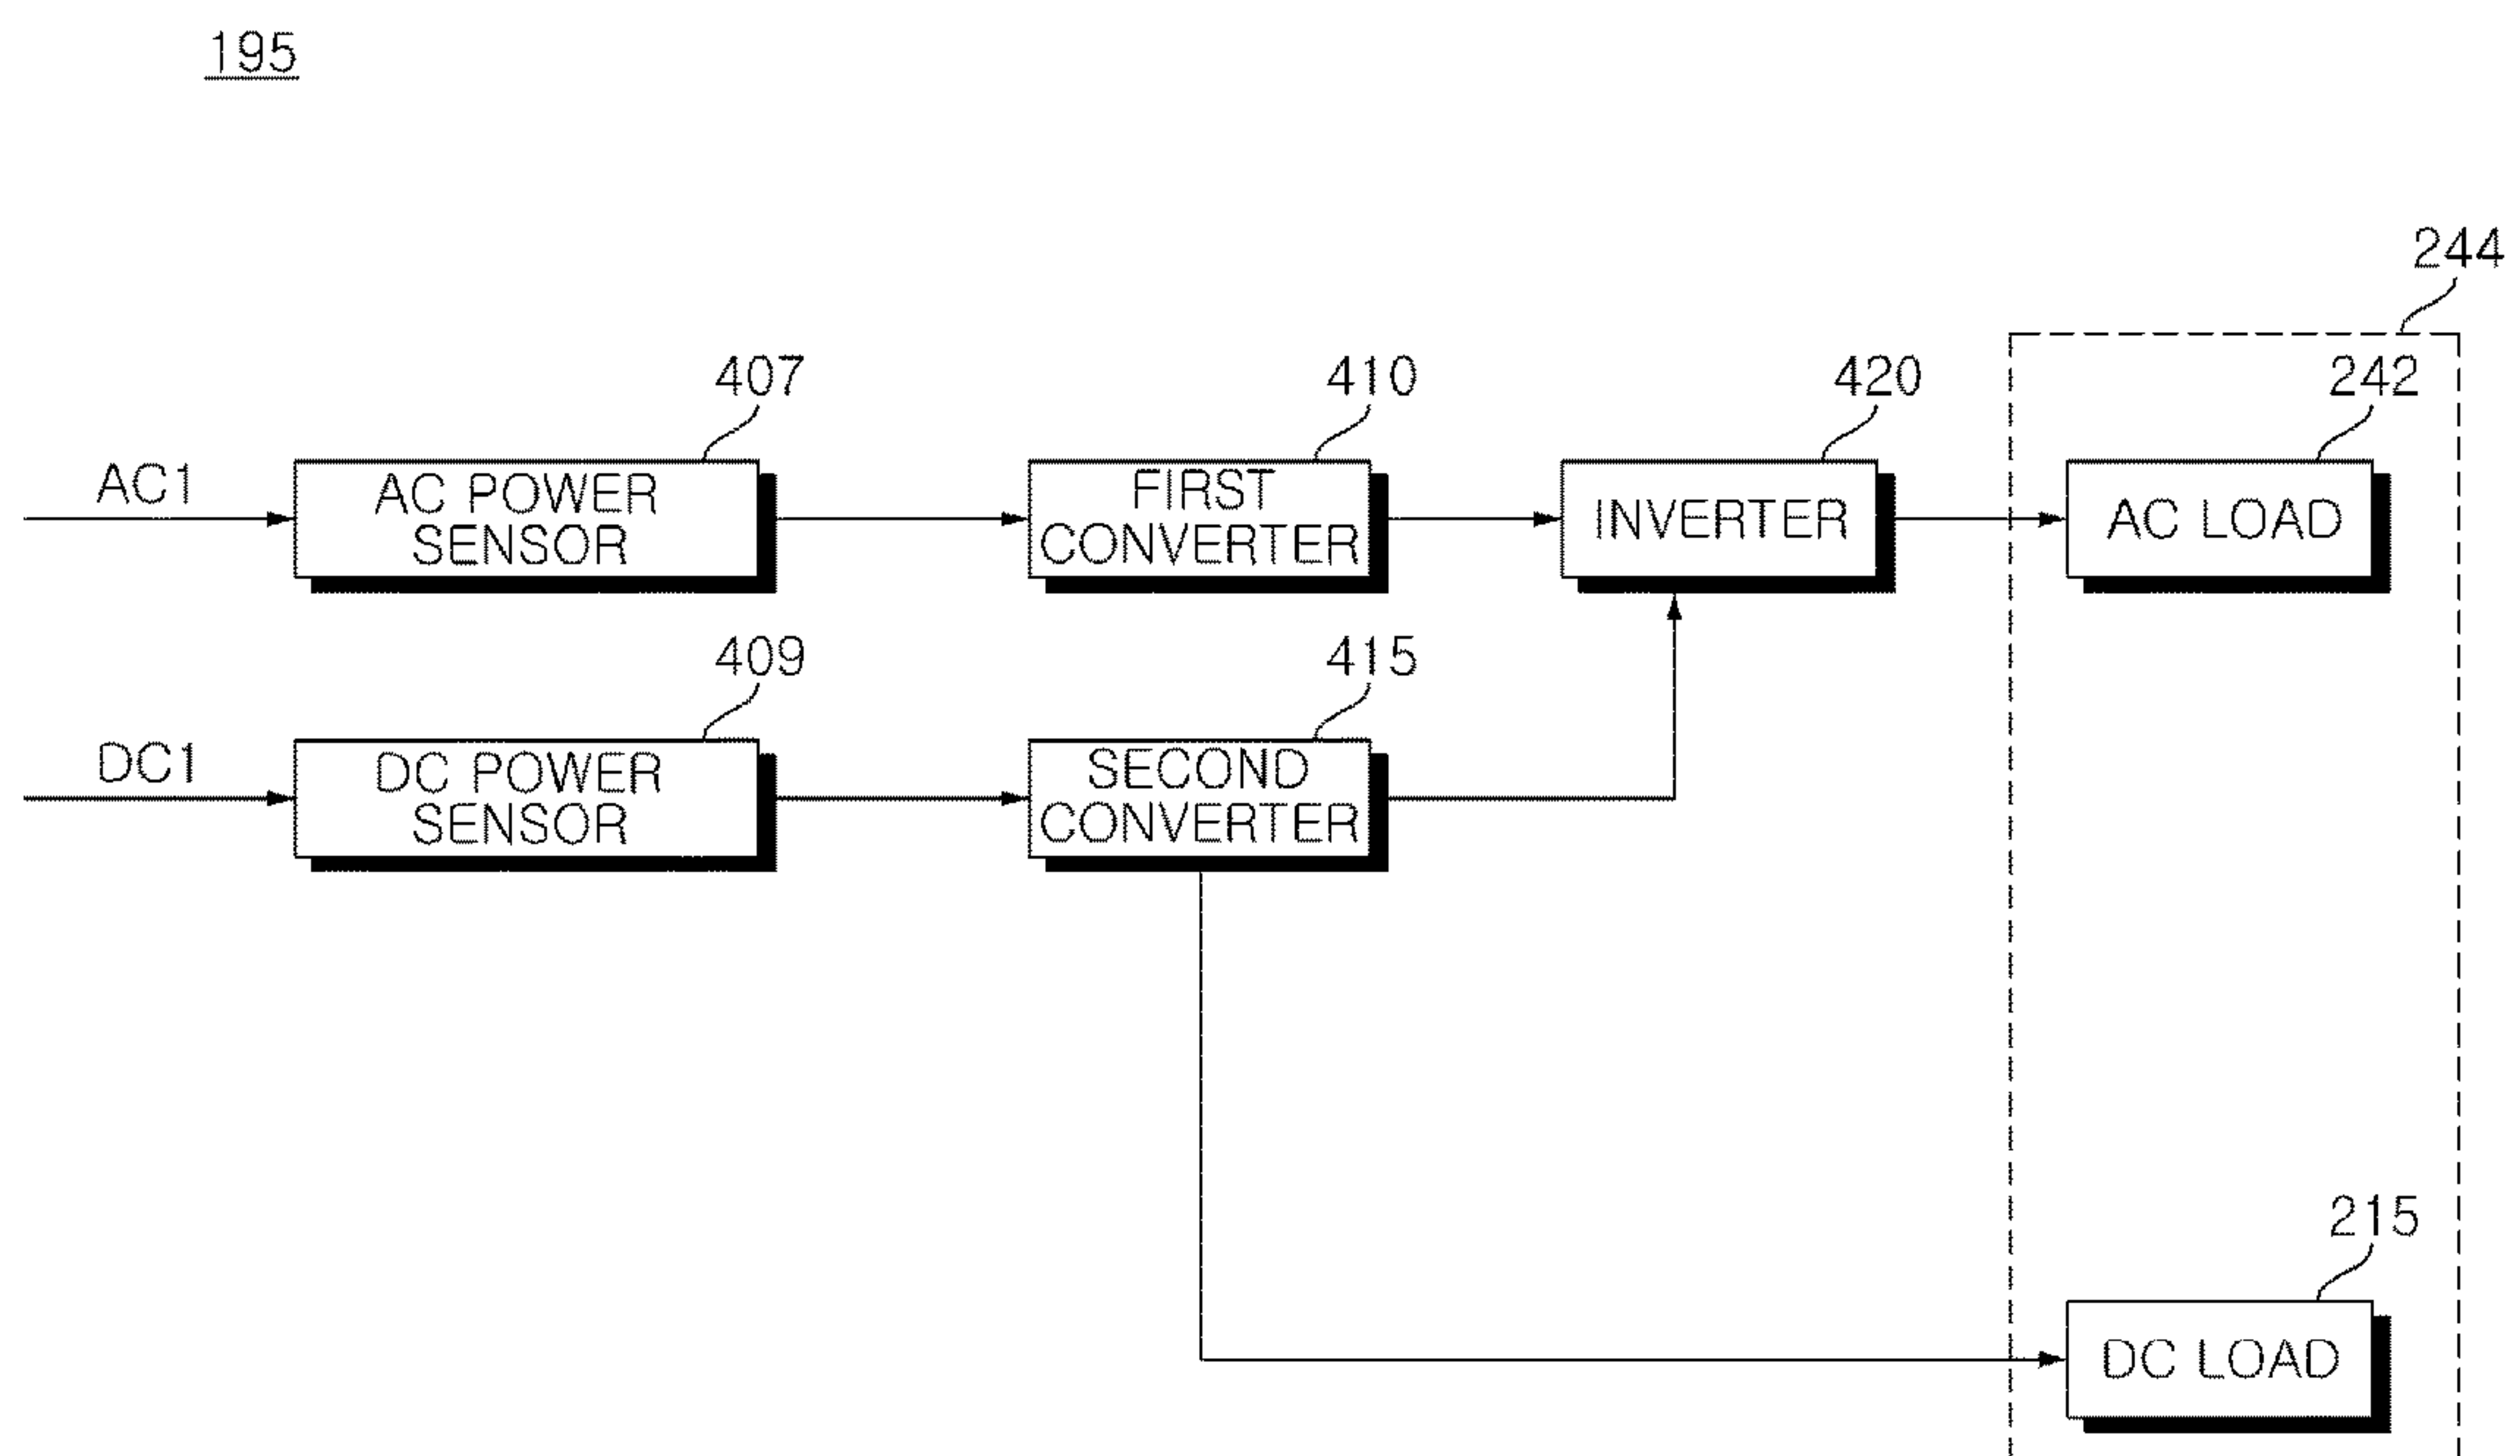 195
244
407
410
420
242
AC1
AC POWER
SENSOR
FIRST
CONVERTER
INVERTER
AC LOAD
409
415
DC1
DC POWER
SENSOR
SECOND
CONVERTER
215
DC LOAD